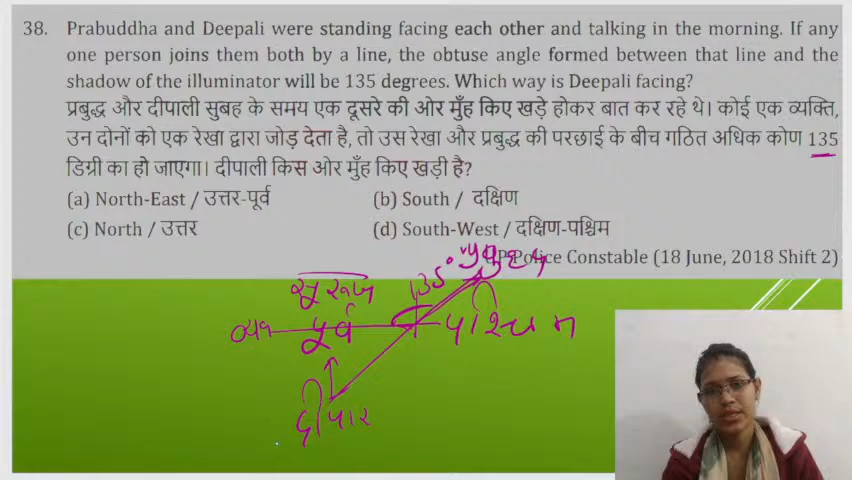 38. Prabuddha and Deepali were standing facing each other and talking in the morning. If any
one person joins them both by a line, the obtuse angle formed between that line and the
shadow of the illuminator will be 135 degrees. Which way is Deepali facing?
प्रबुद्ध और दीपाली सुबह के समय एक दूसरे की ओर मुँह किए खड़े होकर बात कर रहे थे। कोई एक व्यक्ति,
उन दोनों को एक रेखा द्वारा जोड़ देता है, तो उस रेखा और प्रबुद्ध की परछाई के बीच गठित अधिक कोण 135
डिग्री का हो जाएगा। दीपाली किस ओर मुँह किए खड़ी है?
(a) North-East / उत्तर-पूर्व (b) South / दक्षिण
(c) North / उत्तर (d) South-West / दक्षिण-पश्चिम
Police Constable (18 June, 2018 Shift 2)
सूरज 135°
पूर्व पश्चिम